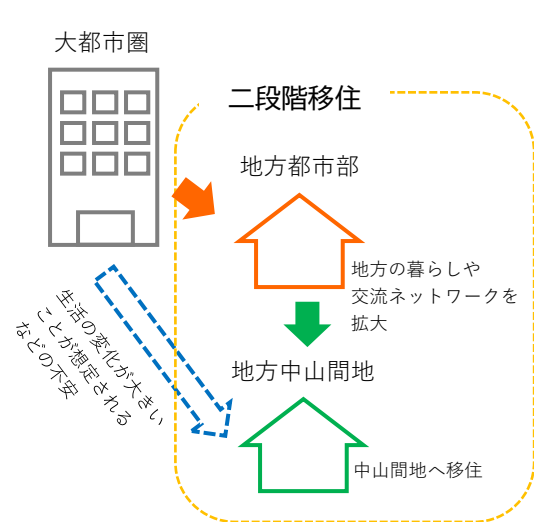 大都市圏
二段階移住
地方都市部
地方の暮らしや
交流ネットワークを
拡大
生活の変化が大きい
ことが想定される
などの不安
地方中山間地
中山間地へ移住